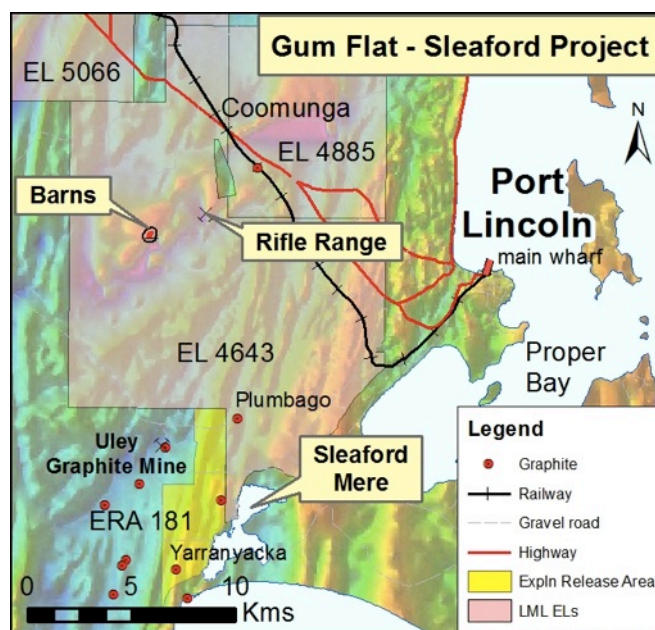 Gum Flat - Sleaford Project
EL 5066
Coomunga
N
EL 4885
Barns
Port
Lincoln
Rifle Range
main wharf
EL 4643
Proper
Bay
Plumbago
Uley
Graphite Mine
Sleaford
Mere
ERA 181
Yarranyacka
0 5 10
Kms
Legend
Graphite
Railway
Gravel road
Highway
Expln Release Area
LML ELs